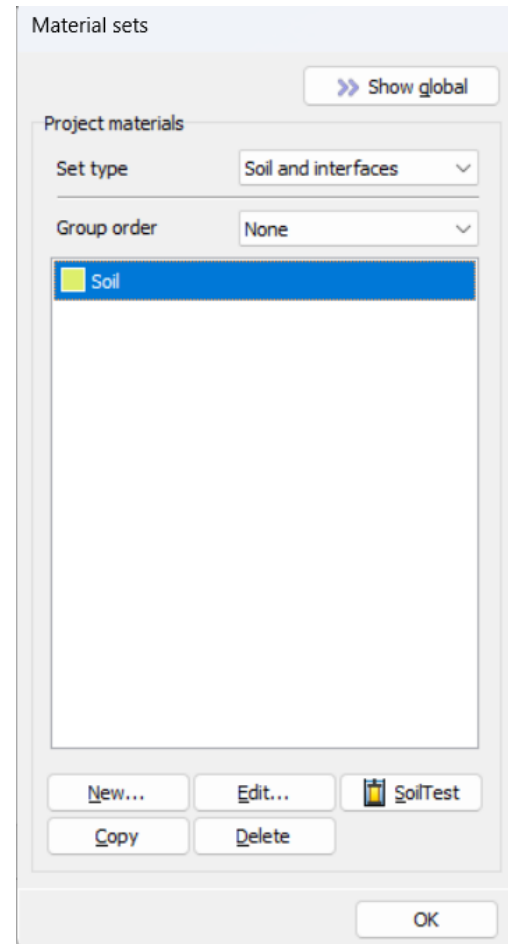 Material sets
Show global
Project materials
Set type Soil and interfaces
Group order None
Soil
New... Edit... SoilTest
Copy Delete
OK